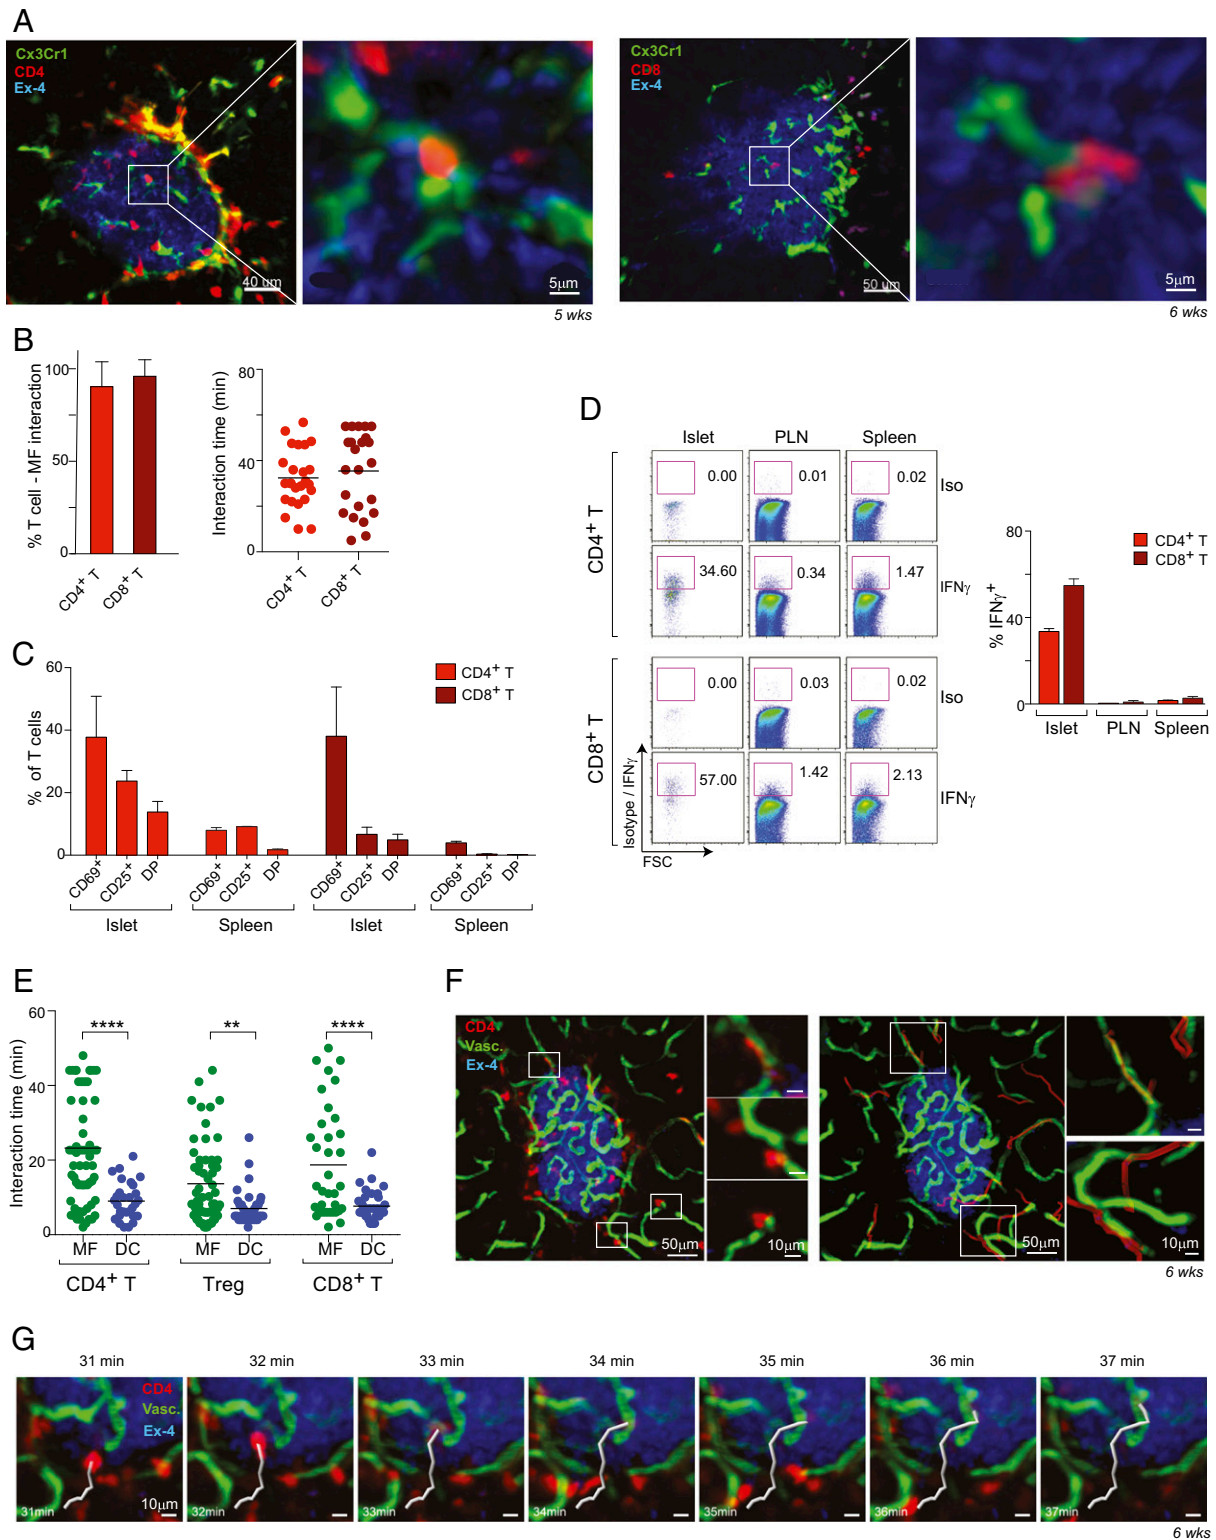 A
Cx3Cr1
CD4
Ex-4
40 um
5µm
5 wks
Cx3Cr1
CD8
Ex-4
50 um
5µm
6 wks
B
% T cell - MF interaction
100
50
0
CD4+ T
CD8+ T
Interaction time (min)
80
40
0
CD4+ T
CD8+ T
C
% of T cells
60
40
20
0
CD4+ T
CD8+ T
CD69+
CD25+
DP
CD69+
CD25+
DP
CD69+
CD25+
DP
CD69+
CD25+
DP
Islet
Spleen
Islet
Spleen
D
Islet
PLN
Spleen
CD4+ T
0.00
0.01
0.02
Iso
34.60
0.34
1.47
IFNγ
CD8+ T
0.00
0.03
0.02
Iso
57.00
1.42
2.13
IFNγ
Isotype / IFNγ
FSC
% IFNγ+
80
40
0
CD4+ T
CD8+ T
Islet
PLN
Spleen
E
Interaction time (min)
60
40
20
0
****
**
****
MF
DC
MF
DC
MF
DC
CD4+ T
Treg
CD8+ T
F
CD4
Vasc.
Ex-4
50µm
10µm
50µm
10µm
6 wks
G
31 min
32 min
33 min
34 min
35 min
36 min
37 min
CD4
Vasc.
Ex-4
31min
10µm
32min
33min
34min
35min
36min
37min
6 wks